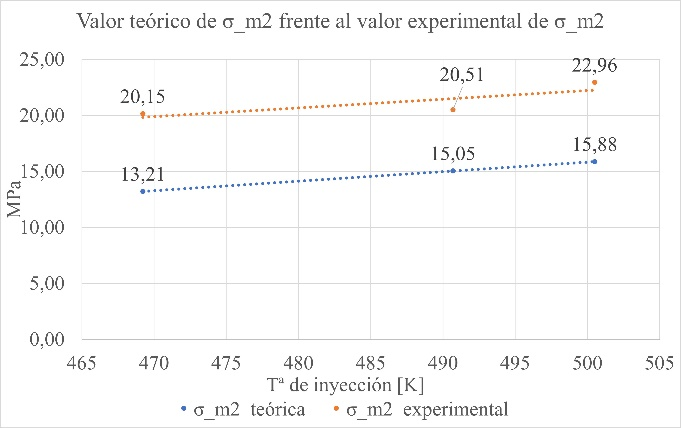 Valor teórico de σ_m2 frente al valor experimental de σ_m2
25,00
20,00
15,00
10,00
5,00
0,00
MPa
20,15
20,51
22,96
13,21
15,05
15,88
465 470 475 480 485 490 495 500 505
Tª de inyección [K]
σ_m2 teórica σ_m2 experimental